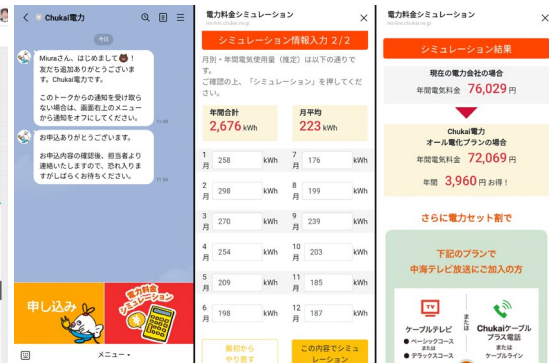 Chukai電力
今日
Miuraさん、はじめまして！
友だち追加ありがとうございま
す。Chukai電力です。
このトークからの通知を受け取ら
ない場合は、画面右上のメニュー
から通知をオフにしてください。
11:59
お申込ありがとうございます。
お申込内容の確認後、担当者より
連絡いたしますので、恐れ入りま
すがしばらくお待ちください。
11:59
申し込み
電力料金
シミュレーション
メニュー
電力料金シミュレーション
シミュレーション情報入力 2/2
月別・年間電気使用量（推定）は以下の通りで
す。
ご確認の上、「シミュレーション」を押してくだ
さい。
年間合計
2,676 kWh
月平均
223 kWh
1月 258 kWh
7月 176 kWh
2月 298 kWh
8月 199 kWh
3月 270 kWh
9月 239 kWh
4月 254 kWh
10月 203 kWh
5月 209 kWh
11月 185 kWh
6月 198 kWh
12月 187 kWh
最初から
やり直す
この内容でシミュ
レーション
電力料金シミュレーション
シミュレーション結果
現在の電力会社の場合
年間電気料金 76,029 円
Chukai電力
オール電化プランの場合
年間電気料金 72,069 円
年間 3,960 円お得！
さらに電力セット割で
下記のプランで
中海テレビ放送にご加入の方
TV
ケーブルテレビ
●ベーシックコース
または
●デラックスコース
または
Chukaiケーブル
プラス電話
または
ケーブルライン